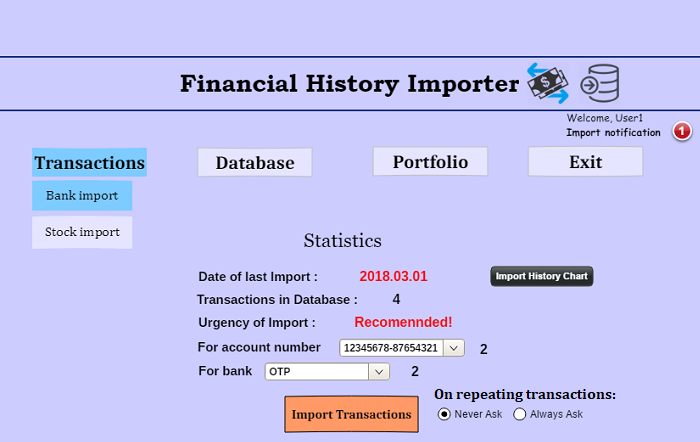 Financial History Importer
Welcome, User1
Import notification 1
Transactions Database Portfolio Exit
Bank import
Stock import
Statistics
Date of last Import : 2018.03.01 Import History Chart
Transactions in Database : 4
Urgency of Import : Recomennded!
For account number 12345678-87654321 2
For bank OTP 2
On repeating transactions:
Import Transactions Never Ask Always Ask